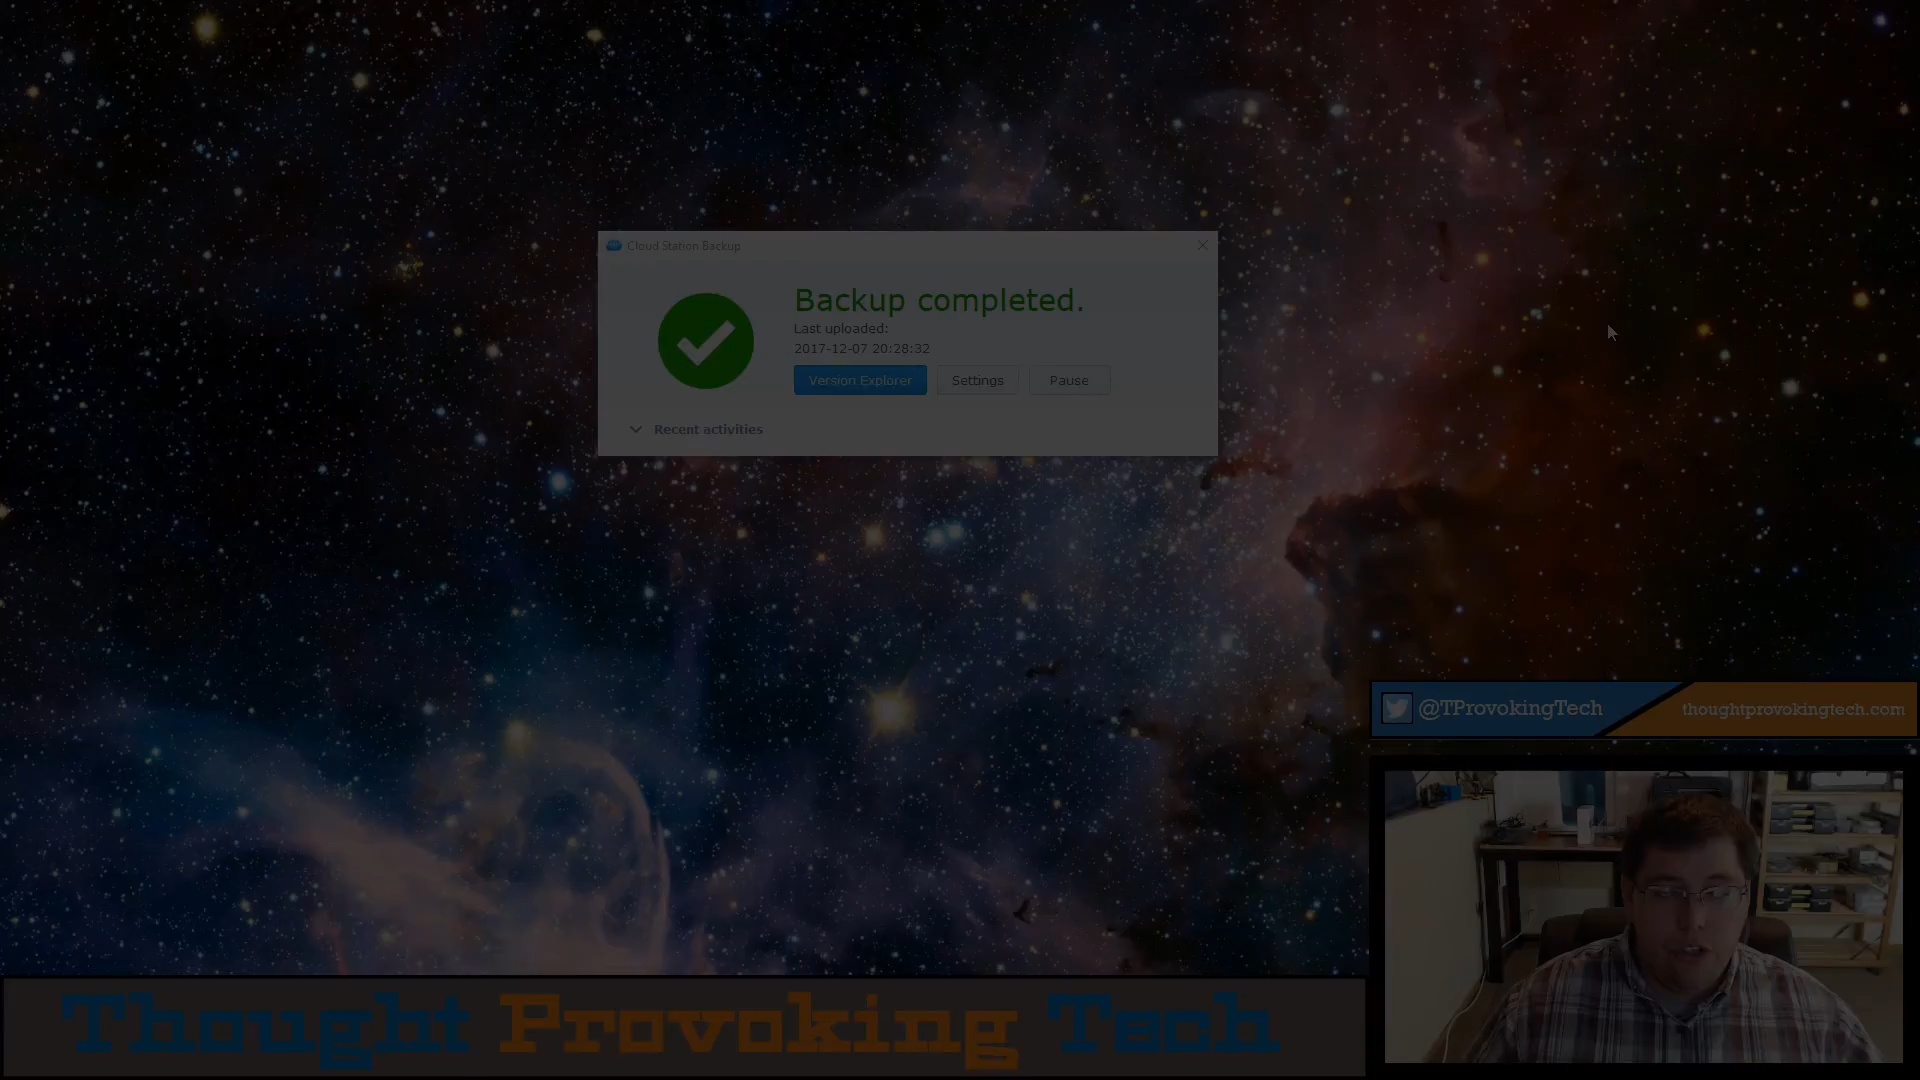 Cloud Station Backup
Backup completed.
Last uploaded:
2017-12-07 20:28:32
Version Explorer Settings Pause
Recent activities
@TProvokingTech thoughtprovokingtech.com
Thought Provoking Tech